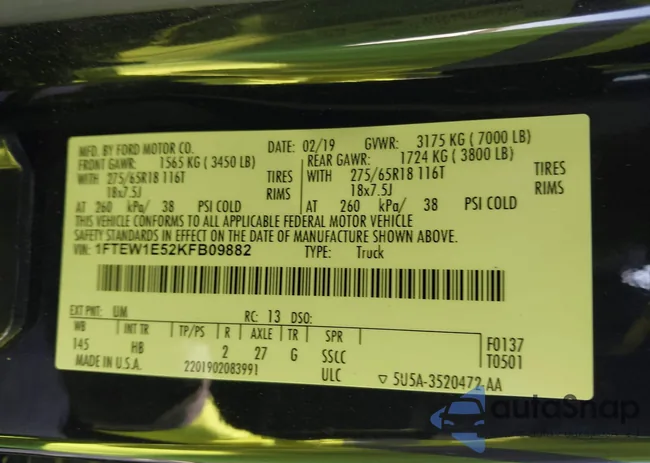 MFD. BY FORD MOTOR CO. DATE: 02/19 GVWR: 3175 KG ( 7000 LB)
FRONT GAWR: 1565 KG ( 3450 LB) REAR GAWR: 1724 KG ( 3800 LB)
WITH 275/65R18 116T TIRES WITH 275/65R18 116T TIRES
18x7.5J RIMS 18x7.5J RIMS
AT 260 kPa/ 38 PSI COLD AT 260 kPa/ 38 PSI COLD
THIS VEHICLE CONFORMS TO ALL APPLICABLE FEDERAL MOTOR VEHICLE
SAFETY STANDARDS IN EFFECT ON THE DATE OF MANUFACTURE SHOWN ABOVE.
VIN: 1FTEW1E52KFB09882 TYPE: Truck
EXT PNT: UM RC: 13 DSO:
WB INT TR TP/PS R AXLE TR SPR F0137
145 HB 2 27 G SSCC T0501
MADE IN U.S.A. 2201902083991 ULC ▽ 5U5A-3520472-AA
autoSnap